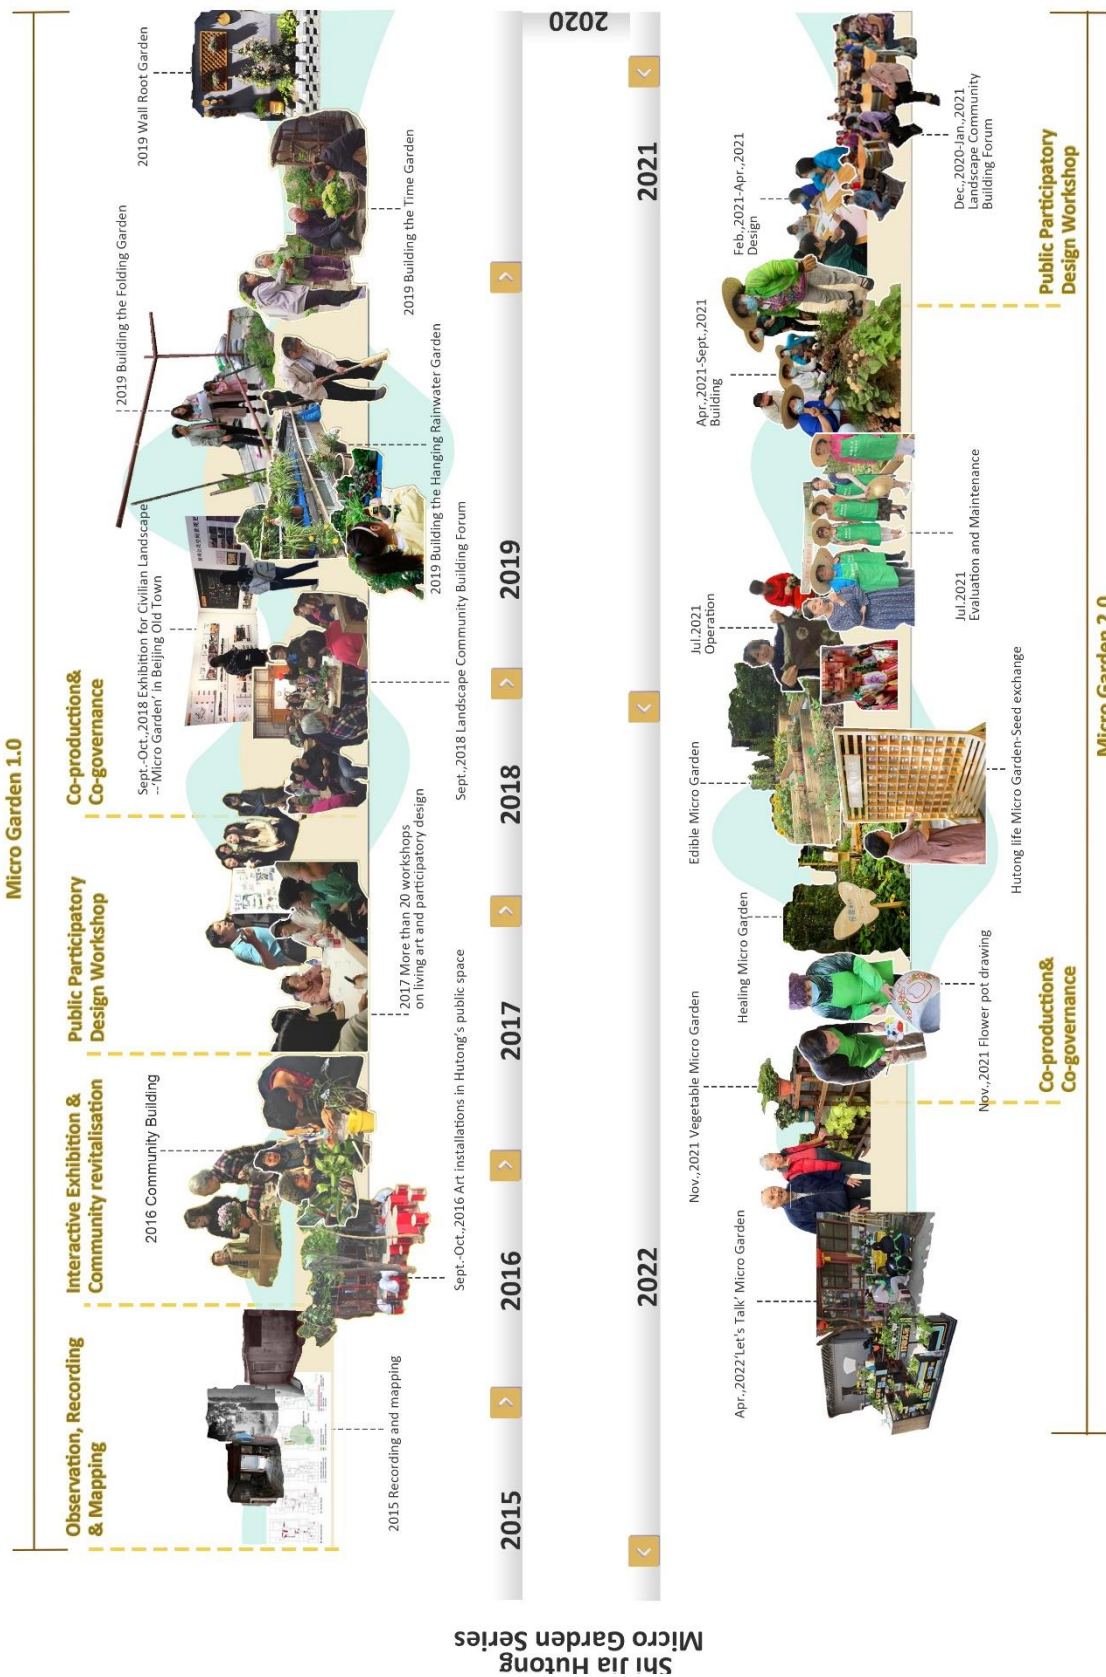 Shi Jia Hutong
Micro Garden Series
Micro Garden 1.0
Observation, Recording
& Mapping
Interactive Exhibition &
Community revitalisation
Public Participatory
Design Workshop
Co-production&
Co-governance
2015 Recording and mapping
2016 Community Building
Sept.-Oct.,2016 Art installations in Hutong's public space
2017 More than 20 workshops
on living art and participatory design
Sept.-Oct.,2018 Exhibition for Civilian Landscape
--'Micro Garden' in Beijing Old Town
Sept.,2018 Landscape Community Building Forum
2019 Building the Folding Garden
2019 Building the Hanging Rainwater Garden
2019 Building the Time Garden
2019 Wall Root Garden
2015
2016
2017
2018
2019
2020
2021
2022
Dec.,2020-Jan.,2021
Landscape Community
Building Forum
Feb.,2021-Apr.,2021
Design
Public Participatory
Design Workshop
Apr.,2021-Sept.,2021
Building
Jul.2021
Evaluation and Maintenance
Jul.2021
Operation
Edible Micro Garden
Hutong life Micro Garden-Seed exchange
Healing Micro Garden
Nov.,2021 Flower pot drawing
Nov.,2021 Vegetable Micro Garden
Co-production&
Co-governance
Apr.,2022'Let's Talk' Micro Garden
Micro Garden 2.0